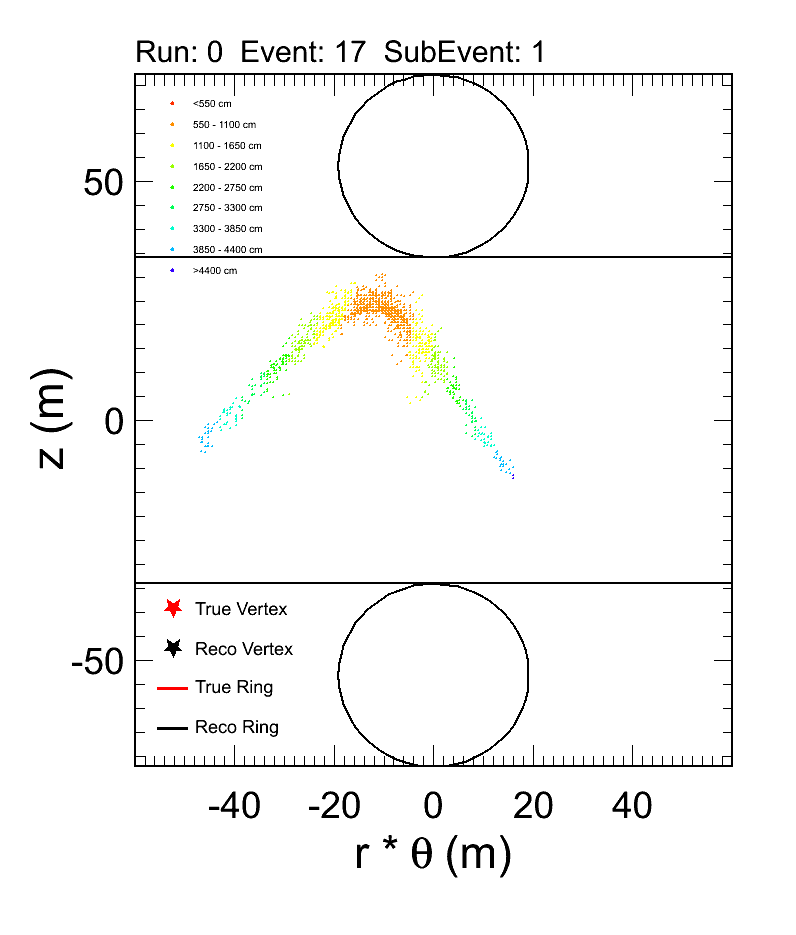 Run: 0 Event: 17 SubEvent: 1
<550 cm
550 - 1100 cm
1100 - 1650 cm
1650 - 2200 cm
2200 - 2750 cm
2750 - 3300 cm
3300 - 3850 cm
3850 - 4400 cm
>4400 cm
50
0
-50
z (m)
True Vertex
Reco Vertex
True Ring
Reco Ring
-40 -20 0 20 40
r * θ (m)